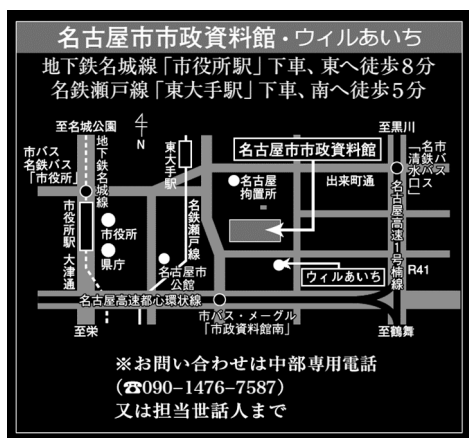 名古屋市市政資料館・ウィルあいち
地下鉄名城線「市役所駅」下車、東へ徒歩8分
名鉄瀬戸線「東大手駅」下車、南へ徒歩5分
至名城公園
4
N
至黒川
市バス
名鉄バス
「市役所」
地下鉄名城線
東大手駅
名古屋市市政資料館
名鉄バス
市バス
「清水口」
名古屋拘置所
出来町通
市役所駅
大津通
市役所
県庁
名鉄瀬戸線
名古屋市公館
名古屋高速1号楠線
R41
ウィルあいち
名古屋高速都心環状線
市バス・メーグル
「市政資料館南」
至栄
至鶴舞
※お問い合わせは中部専用電話
(☎090-1476-7587)
又は担当世話人まで